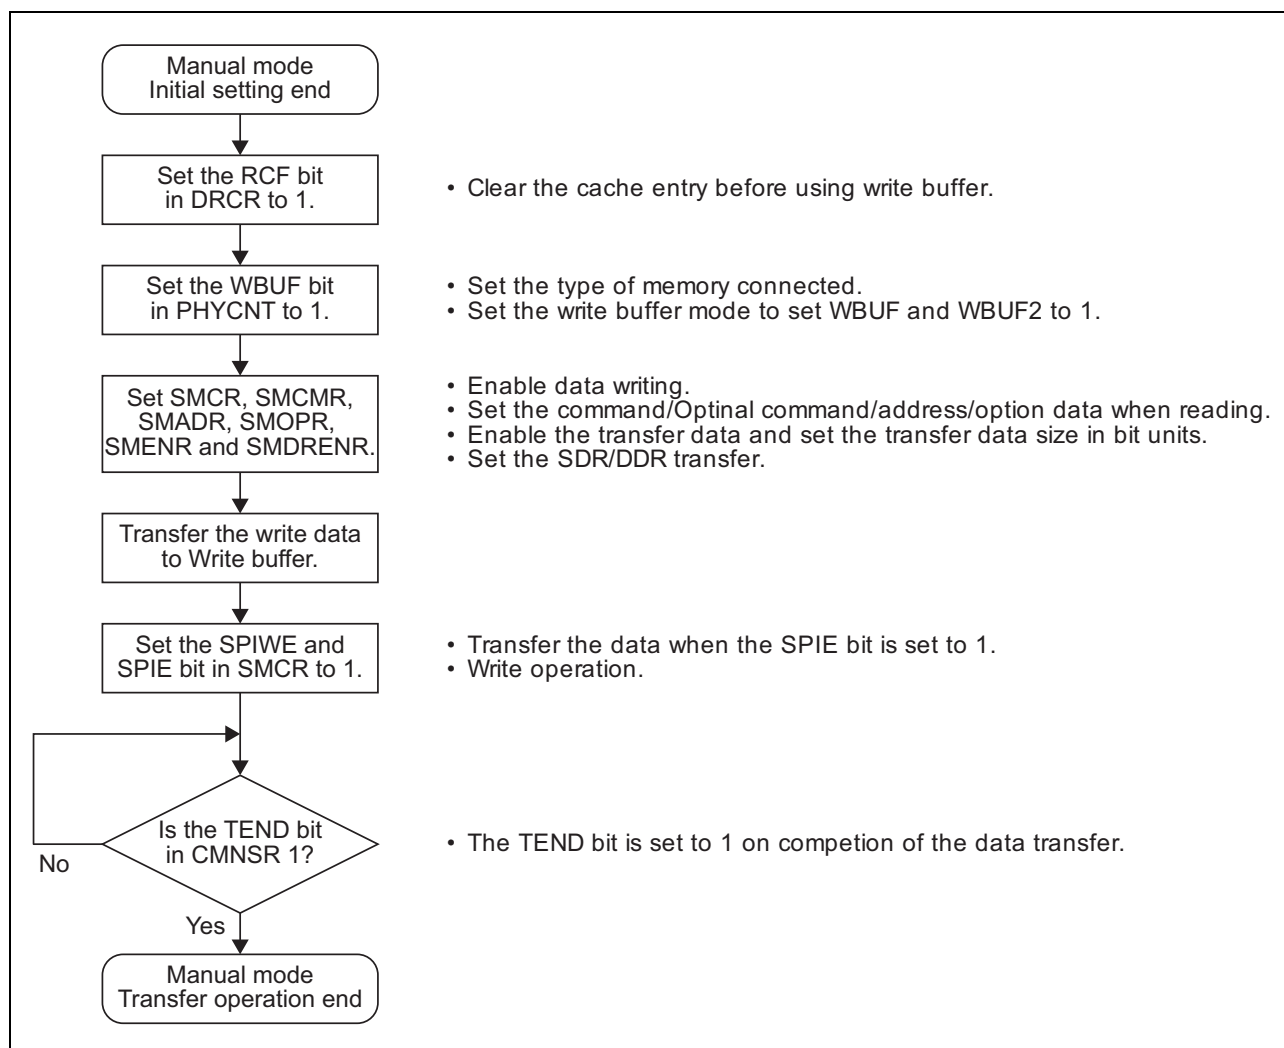 Manual mode
Initial setting end
Set the RCF bit
in DRCR to 1.
• Clear the cache entry before using write buffer.
Set the WBUF bit
in PHYCNT to 1.
• Set the type of memory connected.
• Set the write buffer mode to set WBUF and WBUF2 to 1.
Set SMCR, SMCMR,
SMADR, SMOPR,
SMENR and SMDRENR.
• Enable data writing.
• Set the command/Optinal command/address/option data when reading.
• Enable the transfer data and set the transfer data size in bit units.
• Set the SDR/DDR transfer.
Transfer the write data
to Write buffer.
Set the SPIWE and
SPIE bit in SMCR to 1.
• Transfer the data when the SPIE bit is set to 1.
• Write operation.
Is the TEND bit
in CMNSR 1?
• The TEND bit is set to 1 on competion of the data transfer.
No
Yes
Manual mode
Transfer operation end